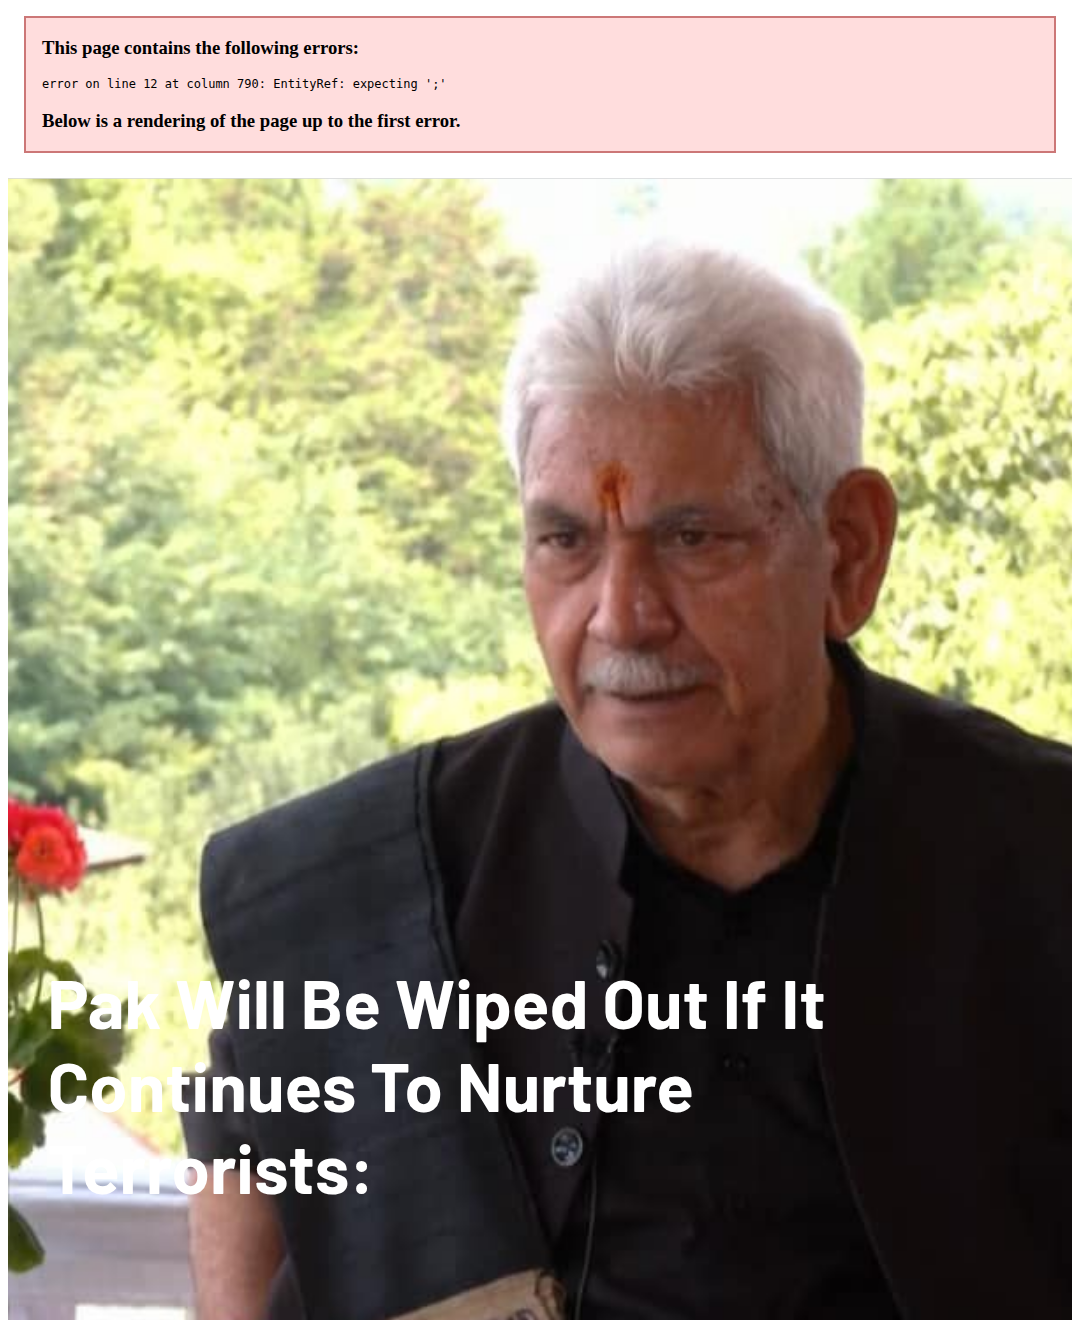 This page contains the following errors:
error on line 12 at column 790: EntityRef: expecting ';'
Below is a rendering of the page up to the first error.
Pak Will Be Wiped Out If It
Continues To Nurture
Terrorists: